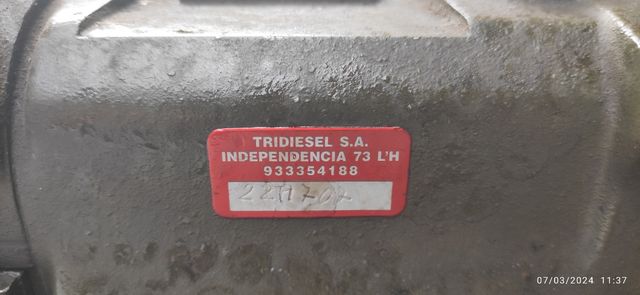 TRIDIESEL S.A.
INDEPENDENCIA 73 L'H
933354188
07/03/2024 11:37